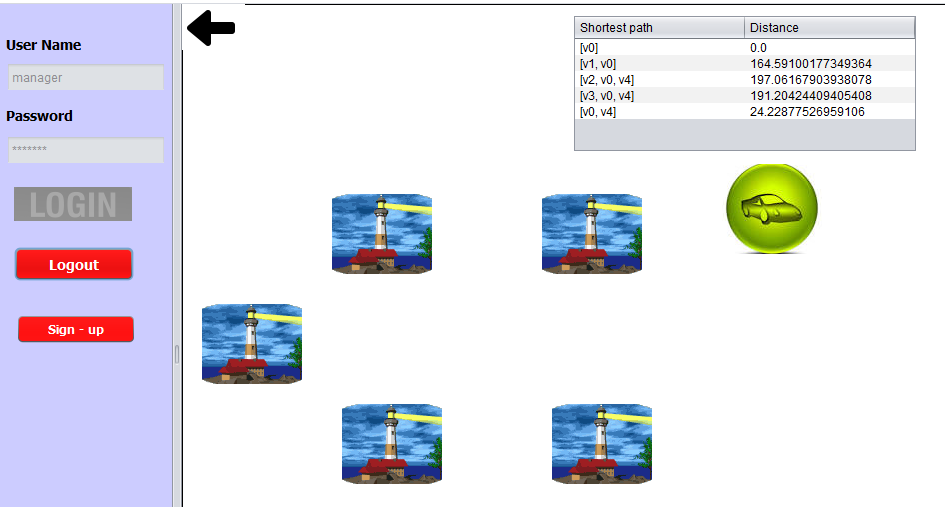 User Name
manager
Password
*******
LOGIN
Logout
Sign - up
Shortest path Distance
[v0] 0.0
[v1, v0] 164.59100177349364
[v2, v0, v4] 197.06167903938078
[v3, v0, v4] 191.20424409405408
[v0, v4] 24.22877526959106